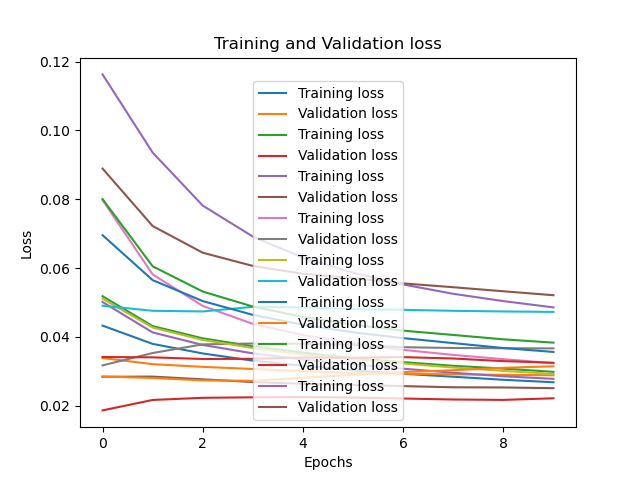 Training and Validation loss
0.12
0.10
0.08
0.06
0.04
0.02
Loss
Training loss
Validation loss
Training loss
Validation loss
Training loss
Validation loss
Training loss
Validation loss
Training loss
Validation loss
Training loss
Validation loss
Training loss
Validation loss
Training loss
Validation loss
0 2 4 6 8
Epochs